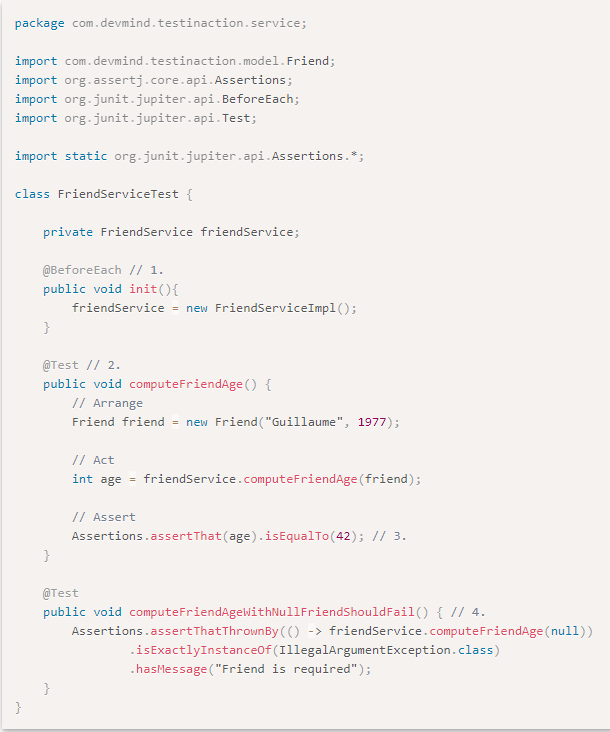 package com.devmind.testinaction.service;
import com.devmind.testinaction.model.Friend;
import org.assertj.core.api.Assertions;
import org.junit.jupiter.api.BeforeEach;
import org.junit.jupiter.api.Test;
import static org.junit.jupiter.api.Assertions.*;
class FriendServiceTest {
    private FriendService friendService;
    @BeforeEach // 1.
    public void init(){
        friendService = new FriendServiceImpl();
    }
    @Test // 2.
    public void computeFriendAge() {
        // Arrange
        Friend friend = new Friend("Guillaume", 1977);
        // Act
        int age = friendService.computeFriendAge(friend);
        // Assert
        Assertions.assertThat(age).isEqualTo(42); // 3.
    }
    @Test
    public void computeFriendAgeWithNullFriendShouldFail() { // 4.
        Assertions.assertThatThrownBy(() -> friendService.computeFriendAge(null))
                .isExactlyInstanceOf(IllegalArgumentException.class)
                .hasMessage("Friend is required");
    }
}